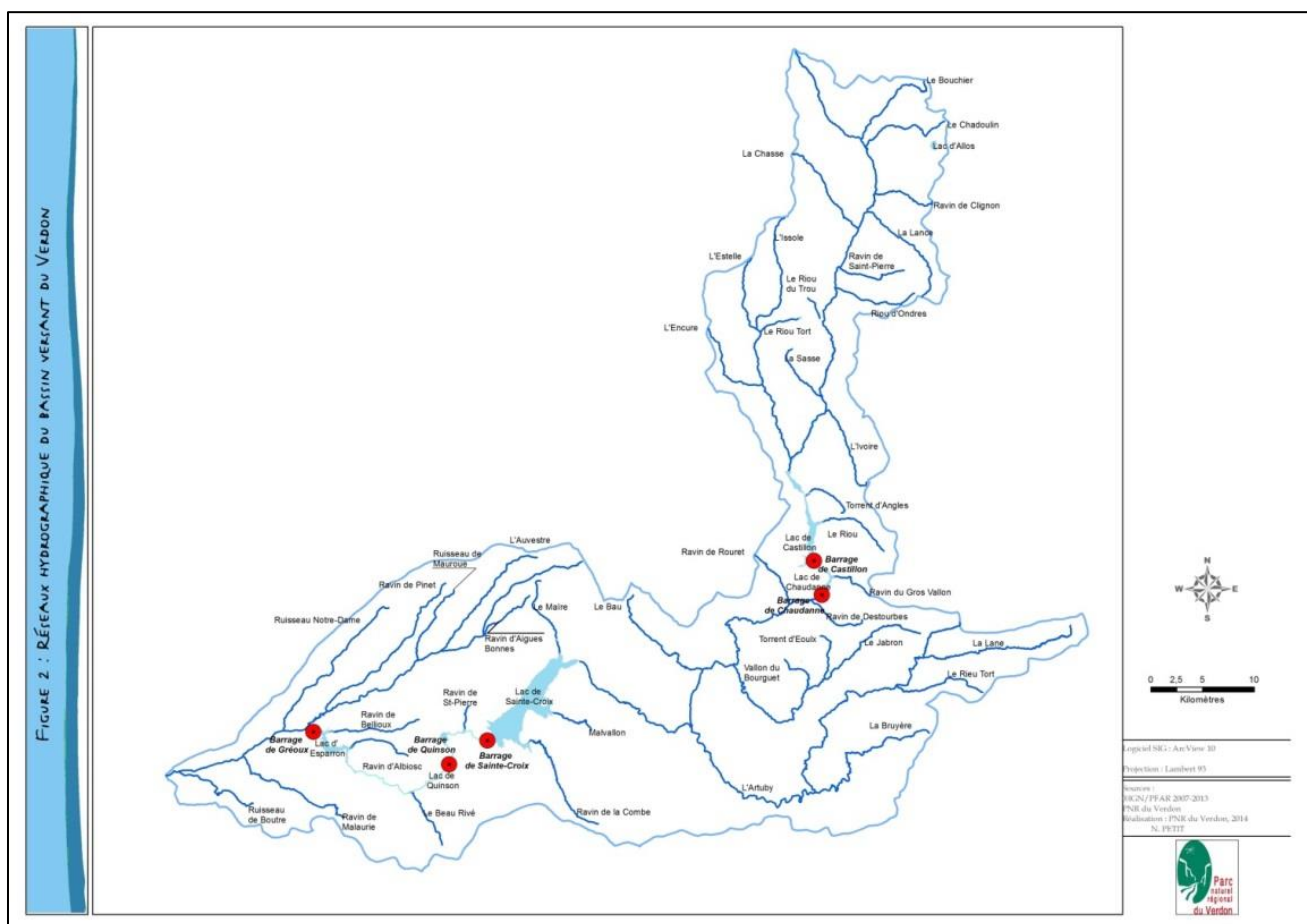 FIGURE 2 : RÉSEAUX HYDROGRAPHIQUE DU BASSIN VERSANT DU VERDON
Le Bouchier
Le Chadoulin
Lac d'Allos
La Chasse
Ravin de Clignon
La Lance
L'Issole
L'Estelle
Ravin de
Saint-Pierre
Le Riou
du Trou
Riou d'Ondres
L'Encure
Le Riou Tort
La Sasse
L'Ivoire
Torrent d'Angles
Le Riou
Lac de
Castillon
Barrage
de Castillon
Ravin de Rouret
Lac de
Chaudanne
Barrage
de Chaudanne
Ravin du Gros Vallon
Ravin de Destourbes
L'Auvestre
Ruisseau de
Mauroue
Ravin de Pinet
Ruisseau Notre-Dame
Le Maire
Le Bau
Ravin d'Aigues
Bonnes
Torrent d'Eoulx
Le Jabron
La Lane
Vallon du
Bourguet
Le Rieu Tort
Lac de
Sainte-Croix
Ravin de
St-Pierre
La Bruyère
Malvallon
Ravin de
Beilioux
Barrage
de Gréoux
Lac d'
Esparron
Barrage
de Quinson
Barrage
de Sainte-Croix
Ravin d'Albiosc
Lac de
Quinson
L'Artuby
Ruisseau
de Boutre
Ravin de
Malaurie
Le Beau Rivé
Ravin de la Combe
N
W E
S
0 2,5 5 10
Kilomètres
Logiciel SIG : ArcView 10
Projection : Lambert 93
Sources :
PNR du Verdon
Réalisation : PNR du Verdon, 2014
N. PETIT
Parc
naturel
régional
du Verdon